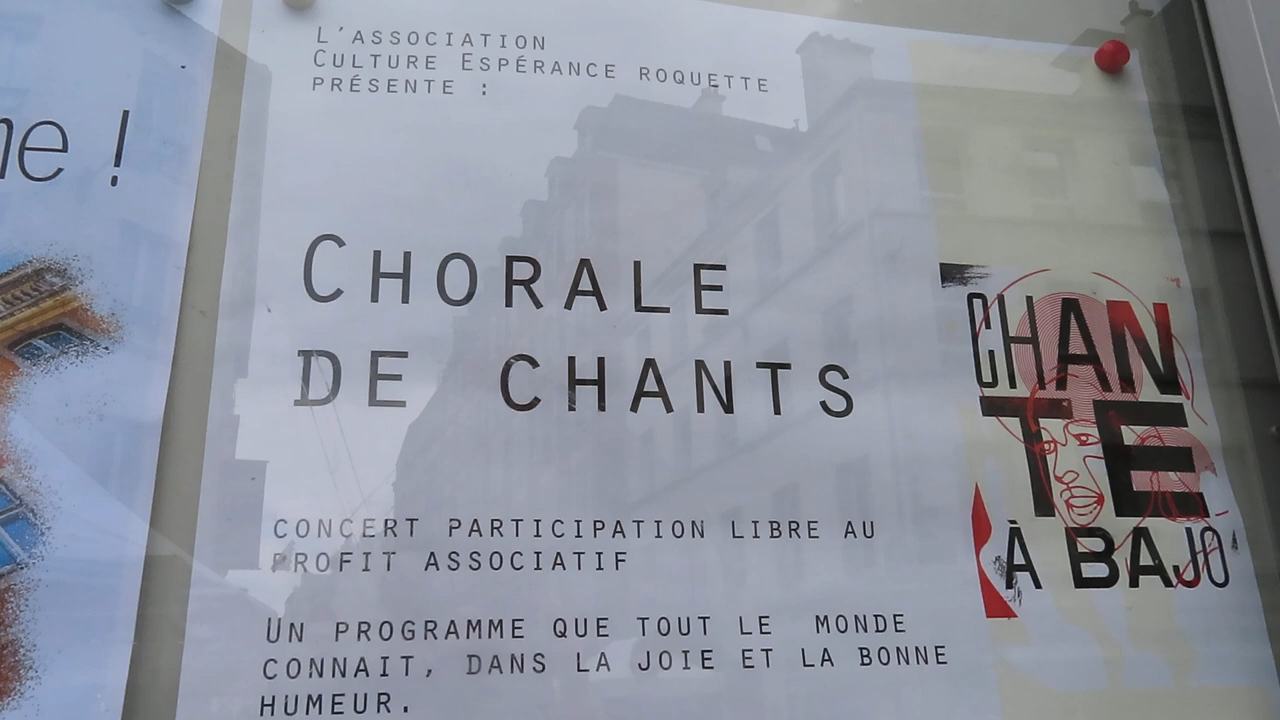 ne !
L'ASSOCIATION
CULTURE ESPÉRANCE ROQUETTE
PRÉSENTE :
CHORALE
DE CHANTS
CONCERT PARTICIPATION LIBRE AU
PROFIT ASSOCIATIF
UN PROGRAMME QUE TOUT LE MONDE
CONNAIT, DANS LA JOIE ET LA BONNE
HUMEUR.
CHAN
TE
À BAJO